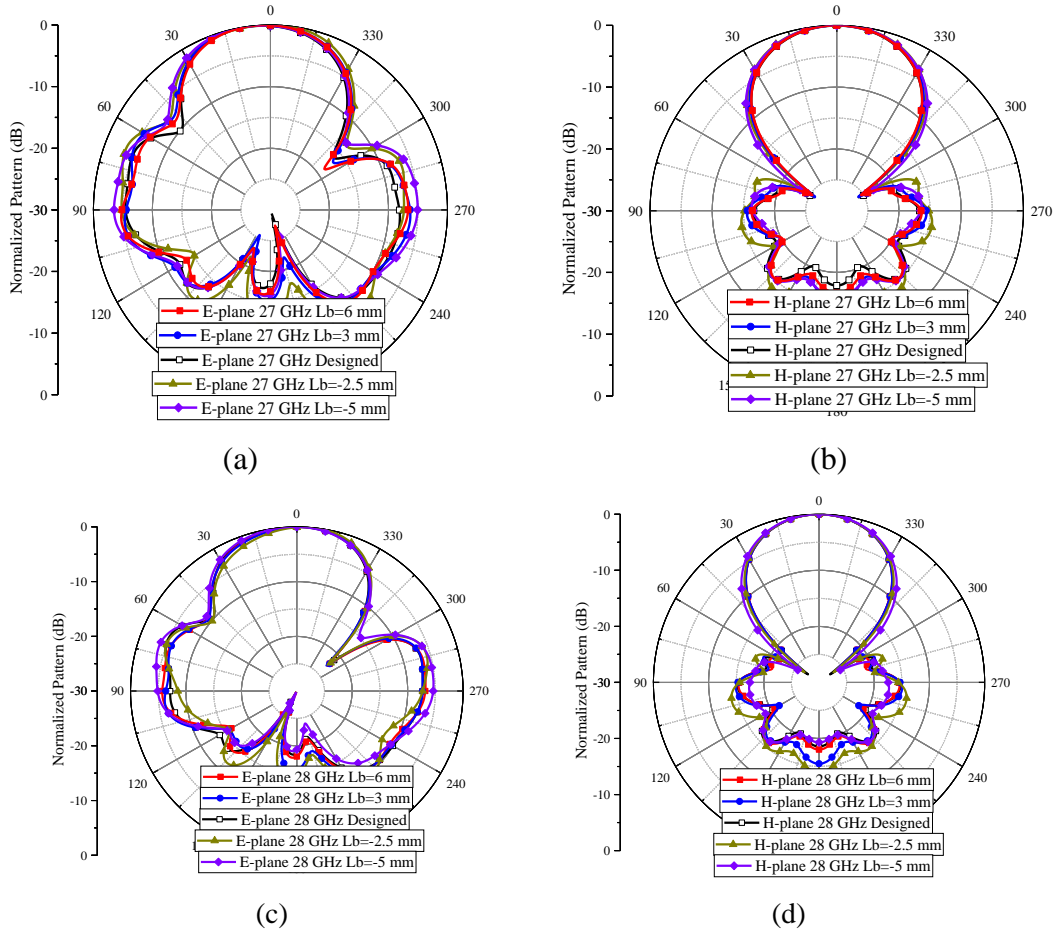 0
30
60
90
120
240
270
300
330
0
-10
-20
-30
-20
-10
0
Normalized Pattern (dB)
E-plane 27 GHz Lb=6 mm
E-plane 27 GHz Lb=3 mm
E-plane 27 GHz Designed
E-plane 27 GHz Lb=-2.5 mm
E-plane 27 GHz Lb=-5 mm
(a)
0
30
60
90
120
180
240
270
300
330
0
-10
-20
-30
-20
-10
0
Normalized Pattern (dB)
H-plane 27 GHz Lb=6 mm
H-plane 27 GHz Lb=3 mm
H-plane 27 GHz Designed
H-plane 27 GHz Lb=-2.5 mm
H-plane 27 GHz Lb=-5 mm
(b)
0
30
60
90
120
240
270
300
330
0
-10
-20
-30
-20
-10
0
Normalized Pattern (dB)
E-plane 28 GHz Lb=6 mm
E-plane 28 GHz Lb=3 mm
E-plane 28 GHz Designed
E-plane 28 GHz Lb=-2.5 mm
E-plane 28 GHz Lb=-5 mm
(c)
0
30
60
90
120
240
270
300
330
0
-10
-20
-30
-20
-10
0
Normalized Pattern (dB)
H-plane 28 GHz Lb=6 mm
H-plane 28 GHz Lb=3 mm
H-plane 28 GHz Designed
H-plane 28 GHz Lb=-2.5 mm
H-plane 28 GHz Lb=-5 mm
(d)